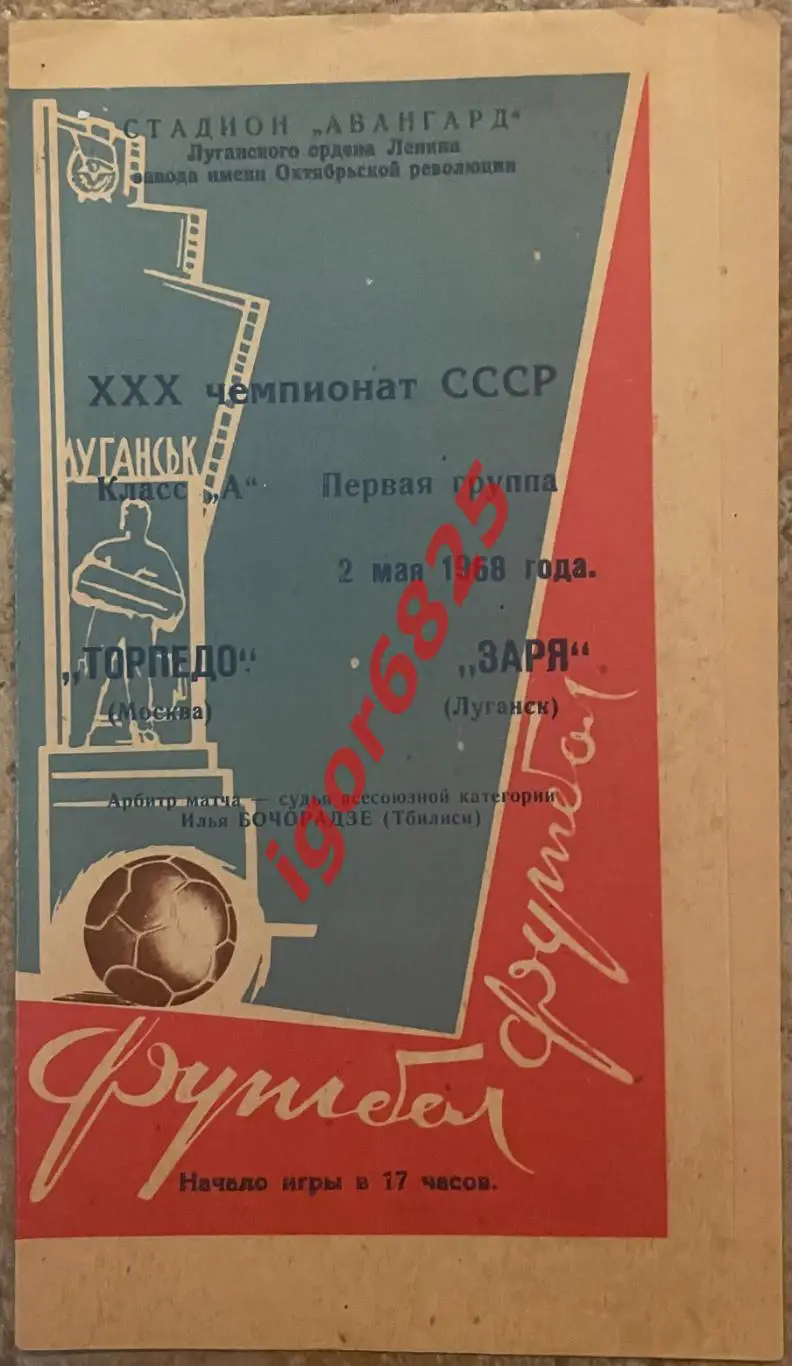 СТАДИОН „АВАНГАРД“
Луганского ордена Ленина
завода имени Октябрьской революции
XXX чемпионат СССР
ЛУГАНСЬК
Класс „А“ Первая группа
2 мая 1968 года.
„ТОРПЕДО“ „ЗАРЯ“
(Москва) (Луганск)
Арбитр матча — судья всесоюзной категории
Илья БОЧОРАДЗЕ (Тбилиси)
igor6825
футбол
Футбол
Начало игры в 17 часов.